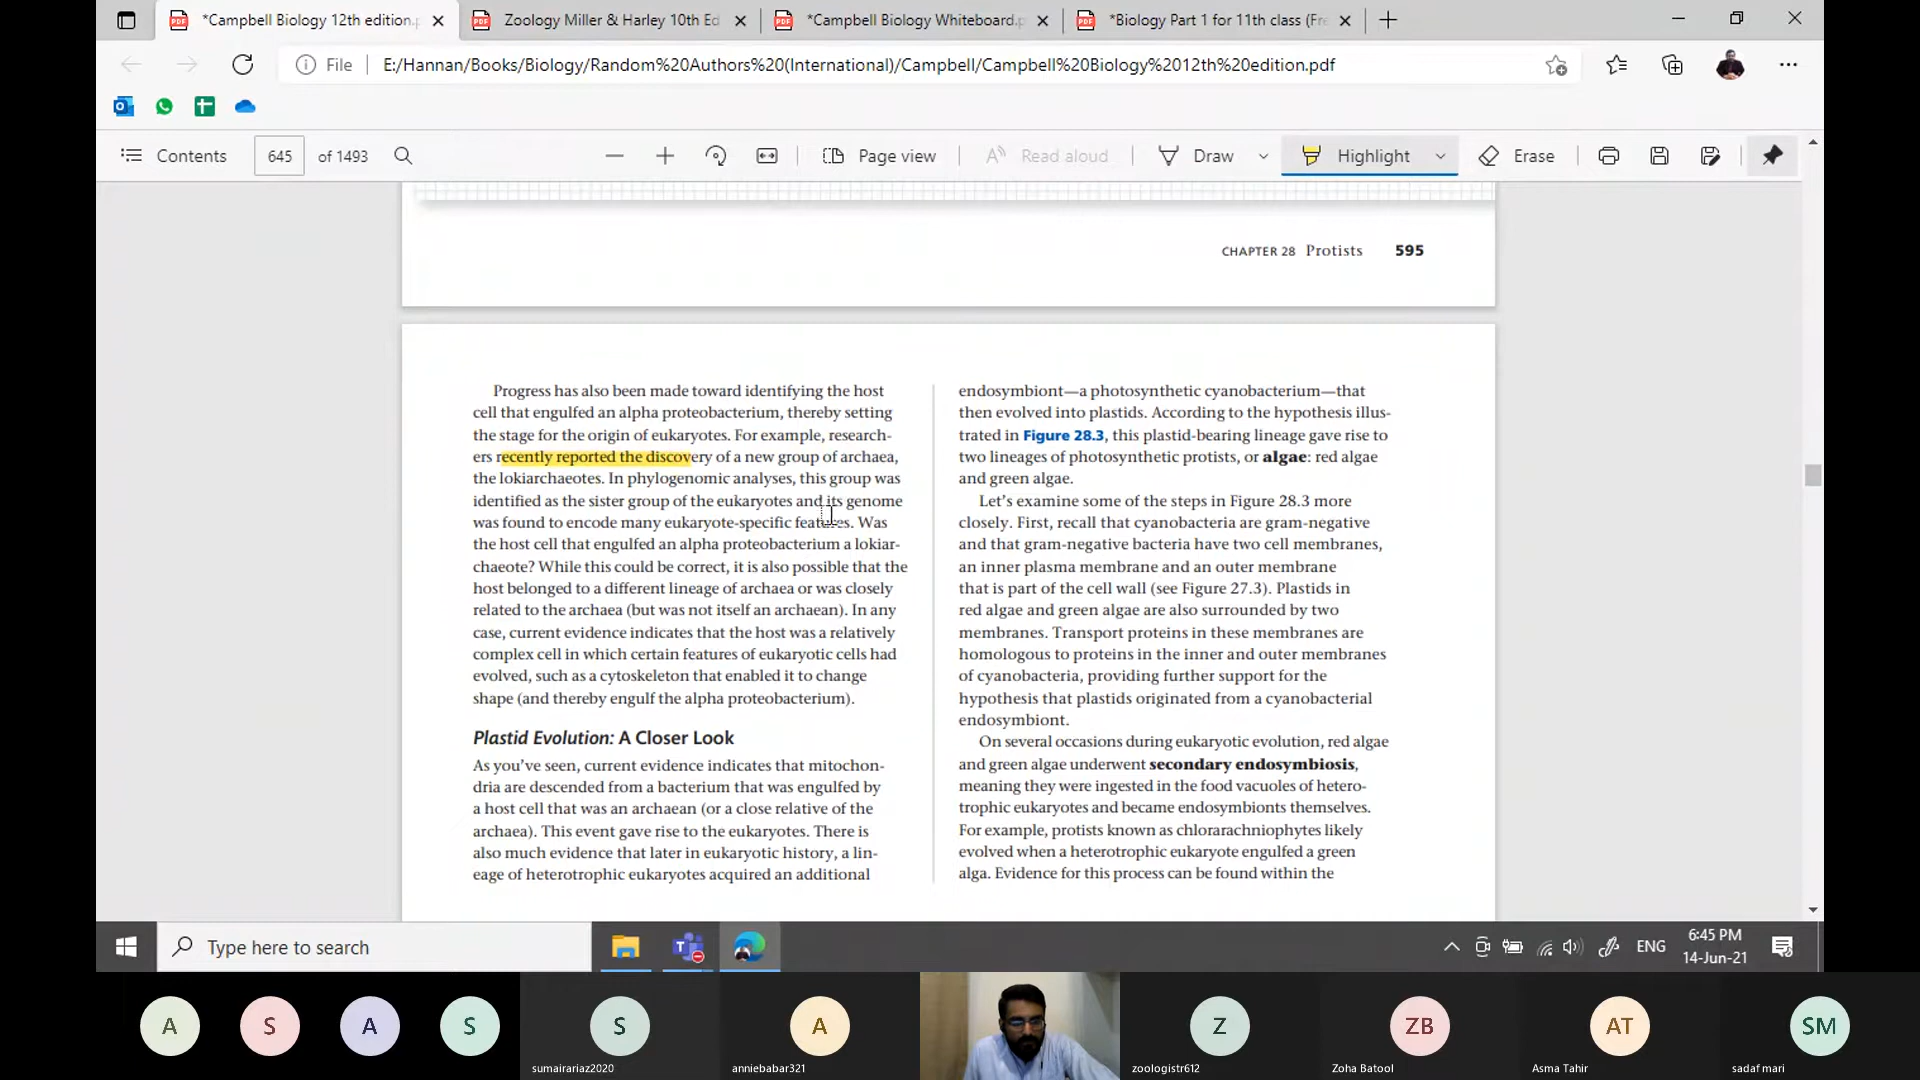 *Campbell Biology 12th edition.p
Zoology Miller & Harley 10th Ed
*Campbell Biology Whiteboard.p
*Biology Part 1 for 11th class (Fre
File
E:/Hannan/Books/Biology/Random%20Authors%20(International)/Campbell/Campbell%20Biology%2012th%20edition.pdf
Contents
645
of 1493
Page view
Read aloud
Draw
Highlight
Erase
CHAPTER 28 Protists 595
Progress has also been made toward identifying the host
cell that engulfed an alpha proteobacterium, thereby setting
the stage for the origin of eukaryotes. For example, research-
ers recently reported the discovery of a new group of archaea,
the lokiarchaeotes. In phylogenomic analyses, this group was
identified as the sister group of the eukaryotes and its genome
was found to encode many eukaryote-specific features. Was
the host cell that engulfed an alpha proteobacterium a lokiar-
chaeote? While this could be correct, it is also possible that the
host belonged to a different lineage of archaea or was closely
related to the archaea (but was not itself an archaean). In any
case, current evidence indicates that the host was a relatively
complex cell in which certain features of eukaryotic cells had
evolved, such as a cytoskeleton that enabled it to change
shape (and thereby engulf the alpha proteobacterium).
Plastid Evolution: A Closer Look
As you've seen, current evidence indicates that mitochon-
dria are descended from a bacterium that was engulfed by
a host cell that was an archaean (or a close relative of the
archaea). This event gave rise to the eukaryotes. There is
also much evidence that later in eukaryotic history, a lin-
eage of heterotrophic eukaryotes acquired an additional
endosymbiont—a photosynthetic cyanobacterium—that
then evolved into plastids. According to the hypothesis illus-
trated in Figure 28.3, this plastid-bearing lineage gave rise to
two lineages of photosynthetic protists, or algae: red algae
and green algae.
Let's examine some of the steps in Figure 28.3 more
closely. First, recall that cyanobacteria are gram-negative
and that gram-negative bacteria have two cell membranes,
an inner plasma membrane and an outer membrane
that is part of the cell wall (see Figure 27.3). Plastids in
red algae and green algae are also surrounded by two
membranes. Transport proteins in these membranes are
homologous to proteins in the inner and outer membranes
of cyanobacteria, providing further support for the
hypothesis that plastids originated from a cyanobacterial
endosymbiont.
On several occasions during eukaryotic evolution, red algae
and green algae underwent secondary endosymbiosis,
meaning they were ingested in the food vacuoles of hetero-
trophic eukaryotes and became endosymbionts themselves.
For example, protists known as chlorarachniophytes likely
evolved when a heterotrophic eukaryote engulfed a green
alga. Evidence for this process can be found within the
Type here to search
ENG
6:45 PM
14-Jun-21
A
S
A
S
S
sumairariaz2020
A
anniebabar321
Z
zoologistr612
ZB
Zoha Batool
AT
Asma Tahir
SM
sadaf mari